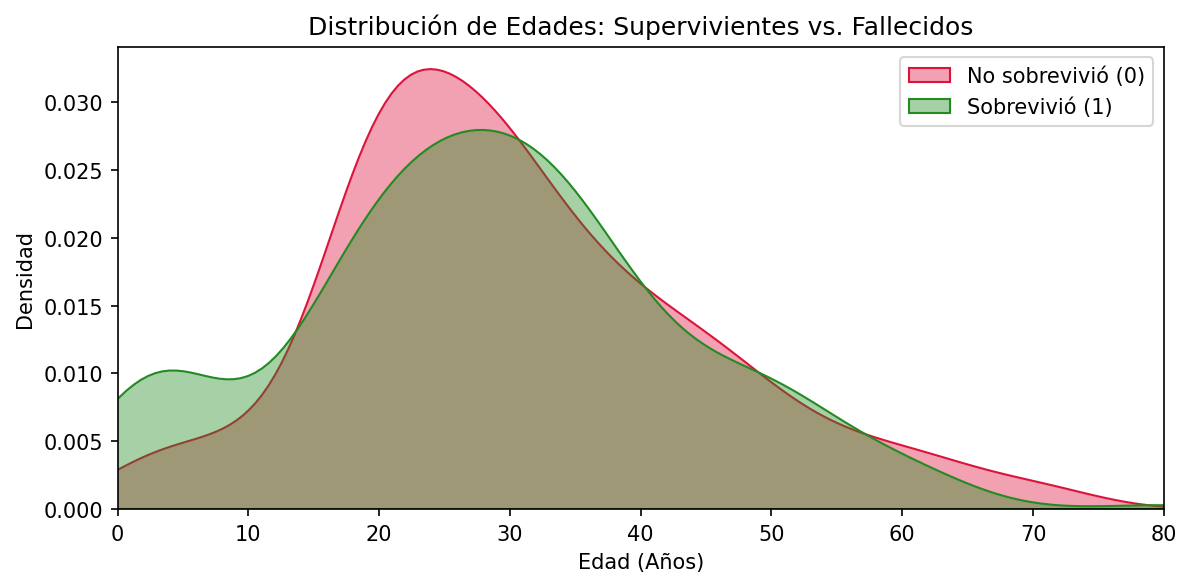 Distribución de Edades: Supervivientes vs. Fallecidos
No sobrevivió (0)
Sobrevivió (1)
Densidad
0.030
0.025
0.020
0.015
0.010
0.005
0.000
0 10 20 30 40 50 60 70 80
Edad (Años)